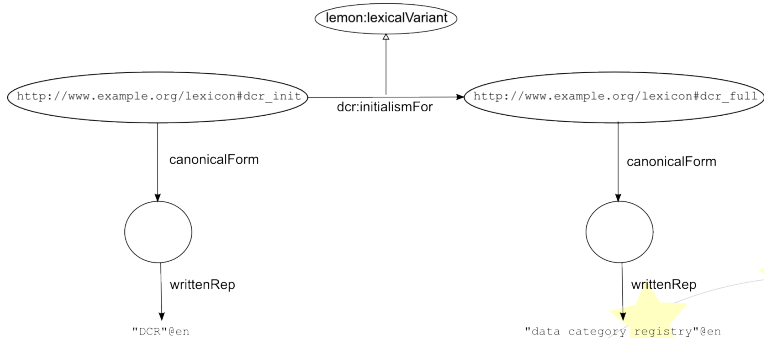 lemon:lexicalVariant
http://www.example.org/lexicon#dcr_init
http://www.example.org/lexicon#dcr_full
dcr:initialismFor
canonicalForm
canonicalForm
writtenRep
writtenRep
"DCR"@en
"data category registry"@en